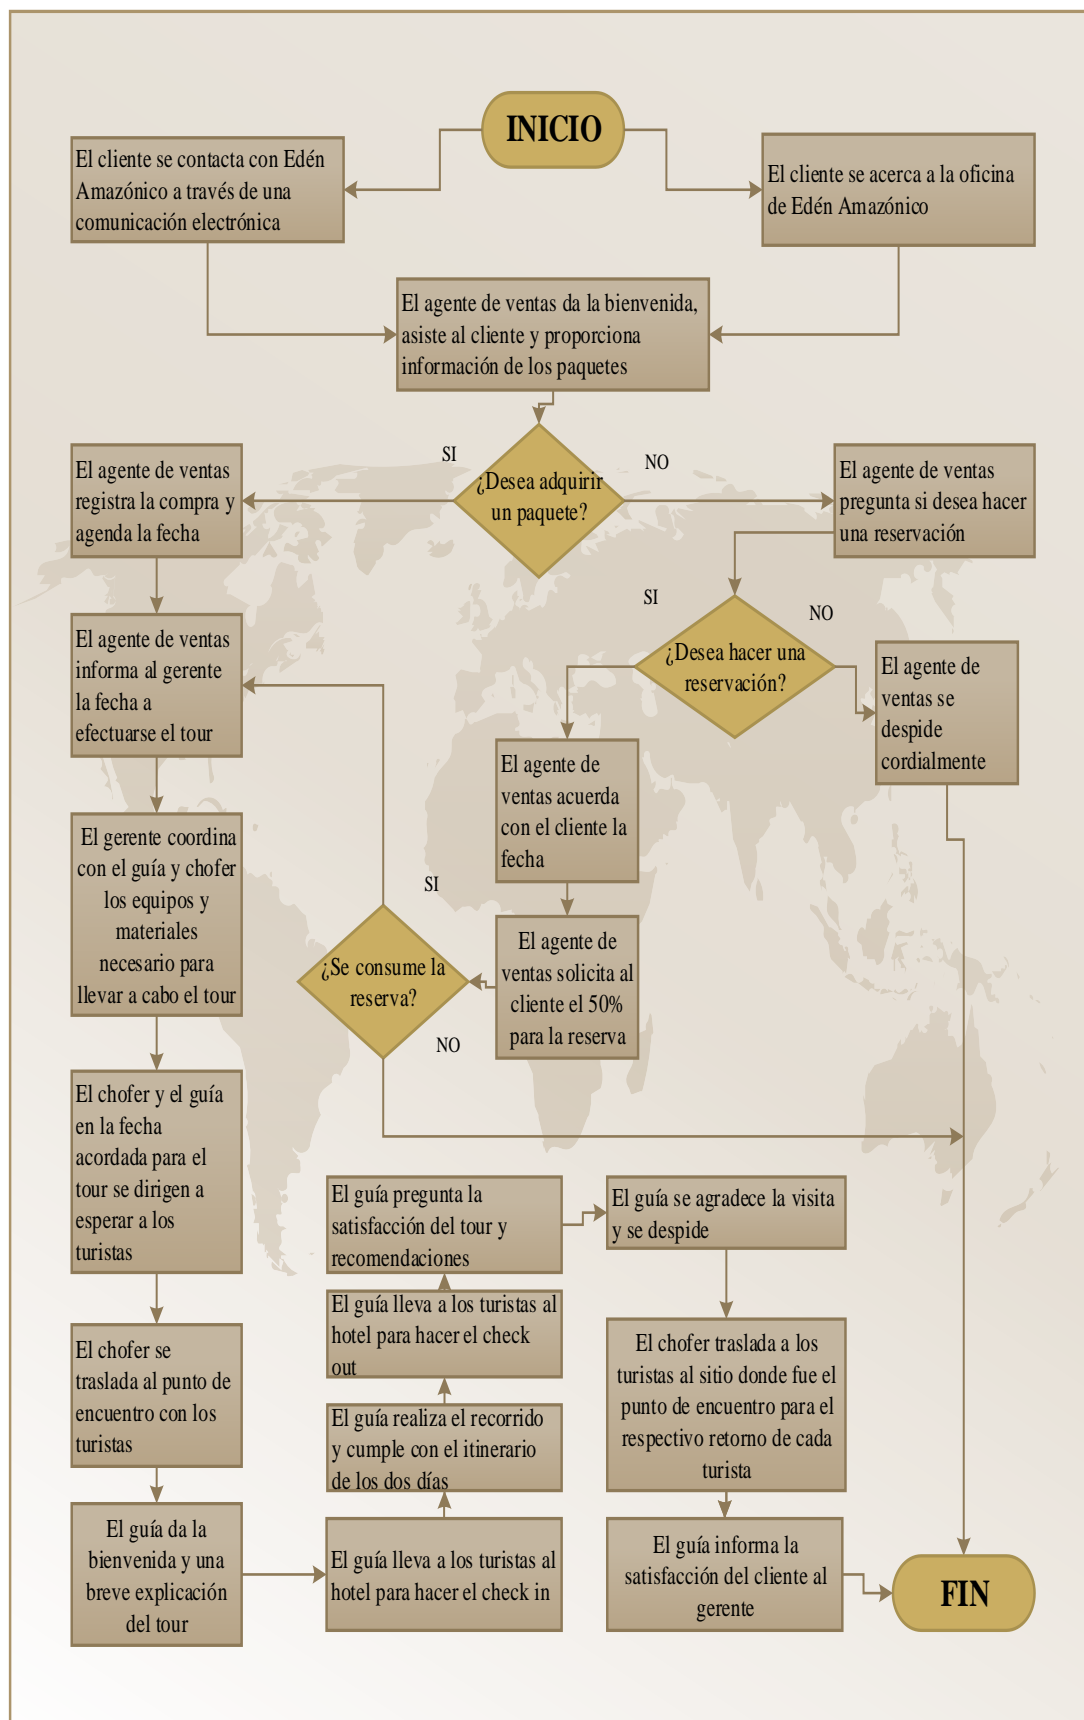 INICIO
El cliente se contacta con Edén
Amazónico a través de una
comunicación electrónica
El cliente se acerca a la oficina
de Edén Amazónico
El agente de ventas da la bienvenida,
asiste al cliente y proporciona
información de los paquetes
SI
¿Desea adquirir
un paquete?
NO
El agente de ventas
registra la compra y
agenda la fecha
El agente de ventas
pregunta si desea hacer
una reservación
SI
¿Desea hacer una
reservación?
NO
El agente de ventas
informa al gerente
la fecha a
efectuarse el tour
El agente de
ventas se
despide
cordialmente
El agente de
ventas acuerda
con el cliente la
fecha
El gerente coordina
con el guía y chofer
los equipos y
materiales
necesario para
llevar a cabo el tour
SI
¿Se consume la
reserva?
NO
El agente de
ventas solicita al
cliente el 50%
para la reserva
El chofer y el guía
en la fecha
acordada para el
tour se dirigen a
esperar a los
turistas
El chofer se
traslada al punto de
encuentro con los
turistas
El guía da la
bienvenida y una
breve explicación
del tour
El guía pregunta la
satisfacción del tour y
recomendaciones
El guía lleva a los turistas al
hotel para hacer el check
out
El guía realiza el recorrido
y cumple con el itinerario
de los dos días
El guía lleva a los turistas al
hotel para hacer el check in
El guía se agradece la visita
y se despide
El chofer traslada a los
turistas al sitio donde fue el
punto de encuentro para el
respectivo retorno de cada
turista
El guía informa la
satisfacción del cliente al
gerente
FIN